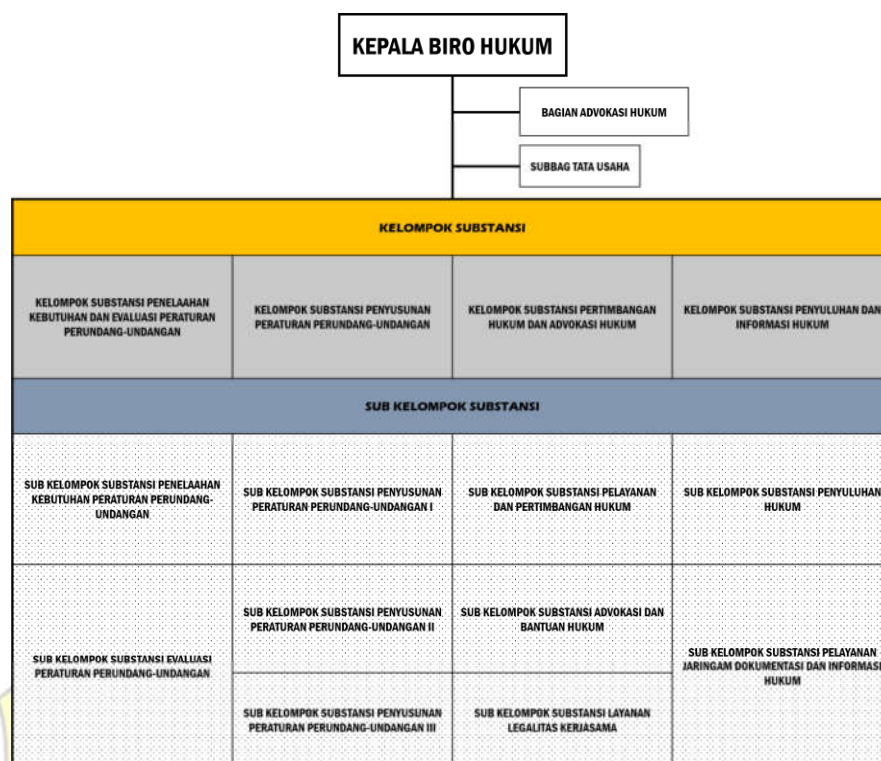 KEPALA BIRO HUKUM
BAGIAN ADVOKASI HUKUM
SUBBAG TATA USAHA
KELOMPOK SUBSTANSI
KELOMPOK SUBSTANSI PENELAAHAN
KEBUTUHAN DAN EVALUASI PERATURAN
PERUNDANG-UNDANGAN
KELOMPOK SUBSTANSI PENYUSUNAN
PERATURAN PERUNDANG-UNDANGAN
KELOMPOK SUBSTANSI PERTIMBANGAN
HUKUM DAN ADVOKASI HUKUM
KELOMPOK SUBSTANSI PENYULUHAN DAN
INFORMASI HUKUM
SUB KELOMPOK SUBSTANSI
SUB KELOMPOK SUBSTANSI PENELAAHAN
KEBUTUHAN PERATURAN PERUNDANG-
UNDANGAN
SUB KELOMPOK SUBSTANSI PENYUSUNAN
PERATURAN PERUNDANG-UNDANGAN I
SUB KELOMPOK SUBSTANSI PELAYANAN
DAN PERTIMBANGAN HUKUM
SUB KELOMPOK SUBSTANSI PENYULUHAN
HUKUM
SUB KELOMPOK SUBSTANSI EVALUASI
PERATURAN PERUNDANG-UNDANGAN
SUB KELOMPOK SUBSTANSI PENYUSUNAN
PERATURAN PERUNDANG-UNDANGAN II
SUB KELOMPOK SUBSTANSI ADVOKASI DAN
BANTUAN HUKUM
SUB KELOMPOK SUBSTANSI PELAYANAN
JARINGAM DOKUMENTASI DAN INFORMASI
HUKUM
SUB KELOMPOK SUBSTANSI PENYUSUNAN
PERATURAN PERUNDANG-UNDANGAN III
SUB KELOMPOK SUBSTANSI LAYANAN
LEGALITAS KERJASAMA